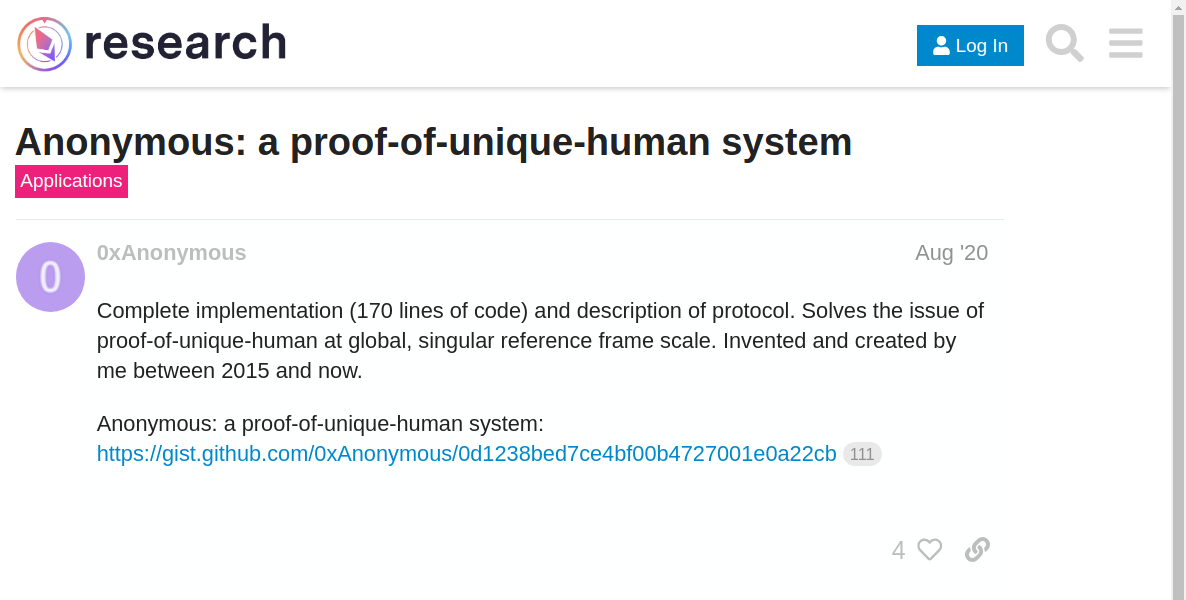 research
Log In
Anonymous: a proof-of-unique-human system
Applications
0
0xAnonymous
Aug '20
Complete implementation (170 lines of code) and description of protocol. Solves the issue of
proof-of-unique-human at global, singular reference frame scale. Invented and created by
me between 2015 and now.
Anonymous: a proof-of-unique-human system:
https://gist.github.com/0xAnonymous/0d1238bed7ce4bf00b4727001e0a22cb 111
4